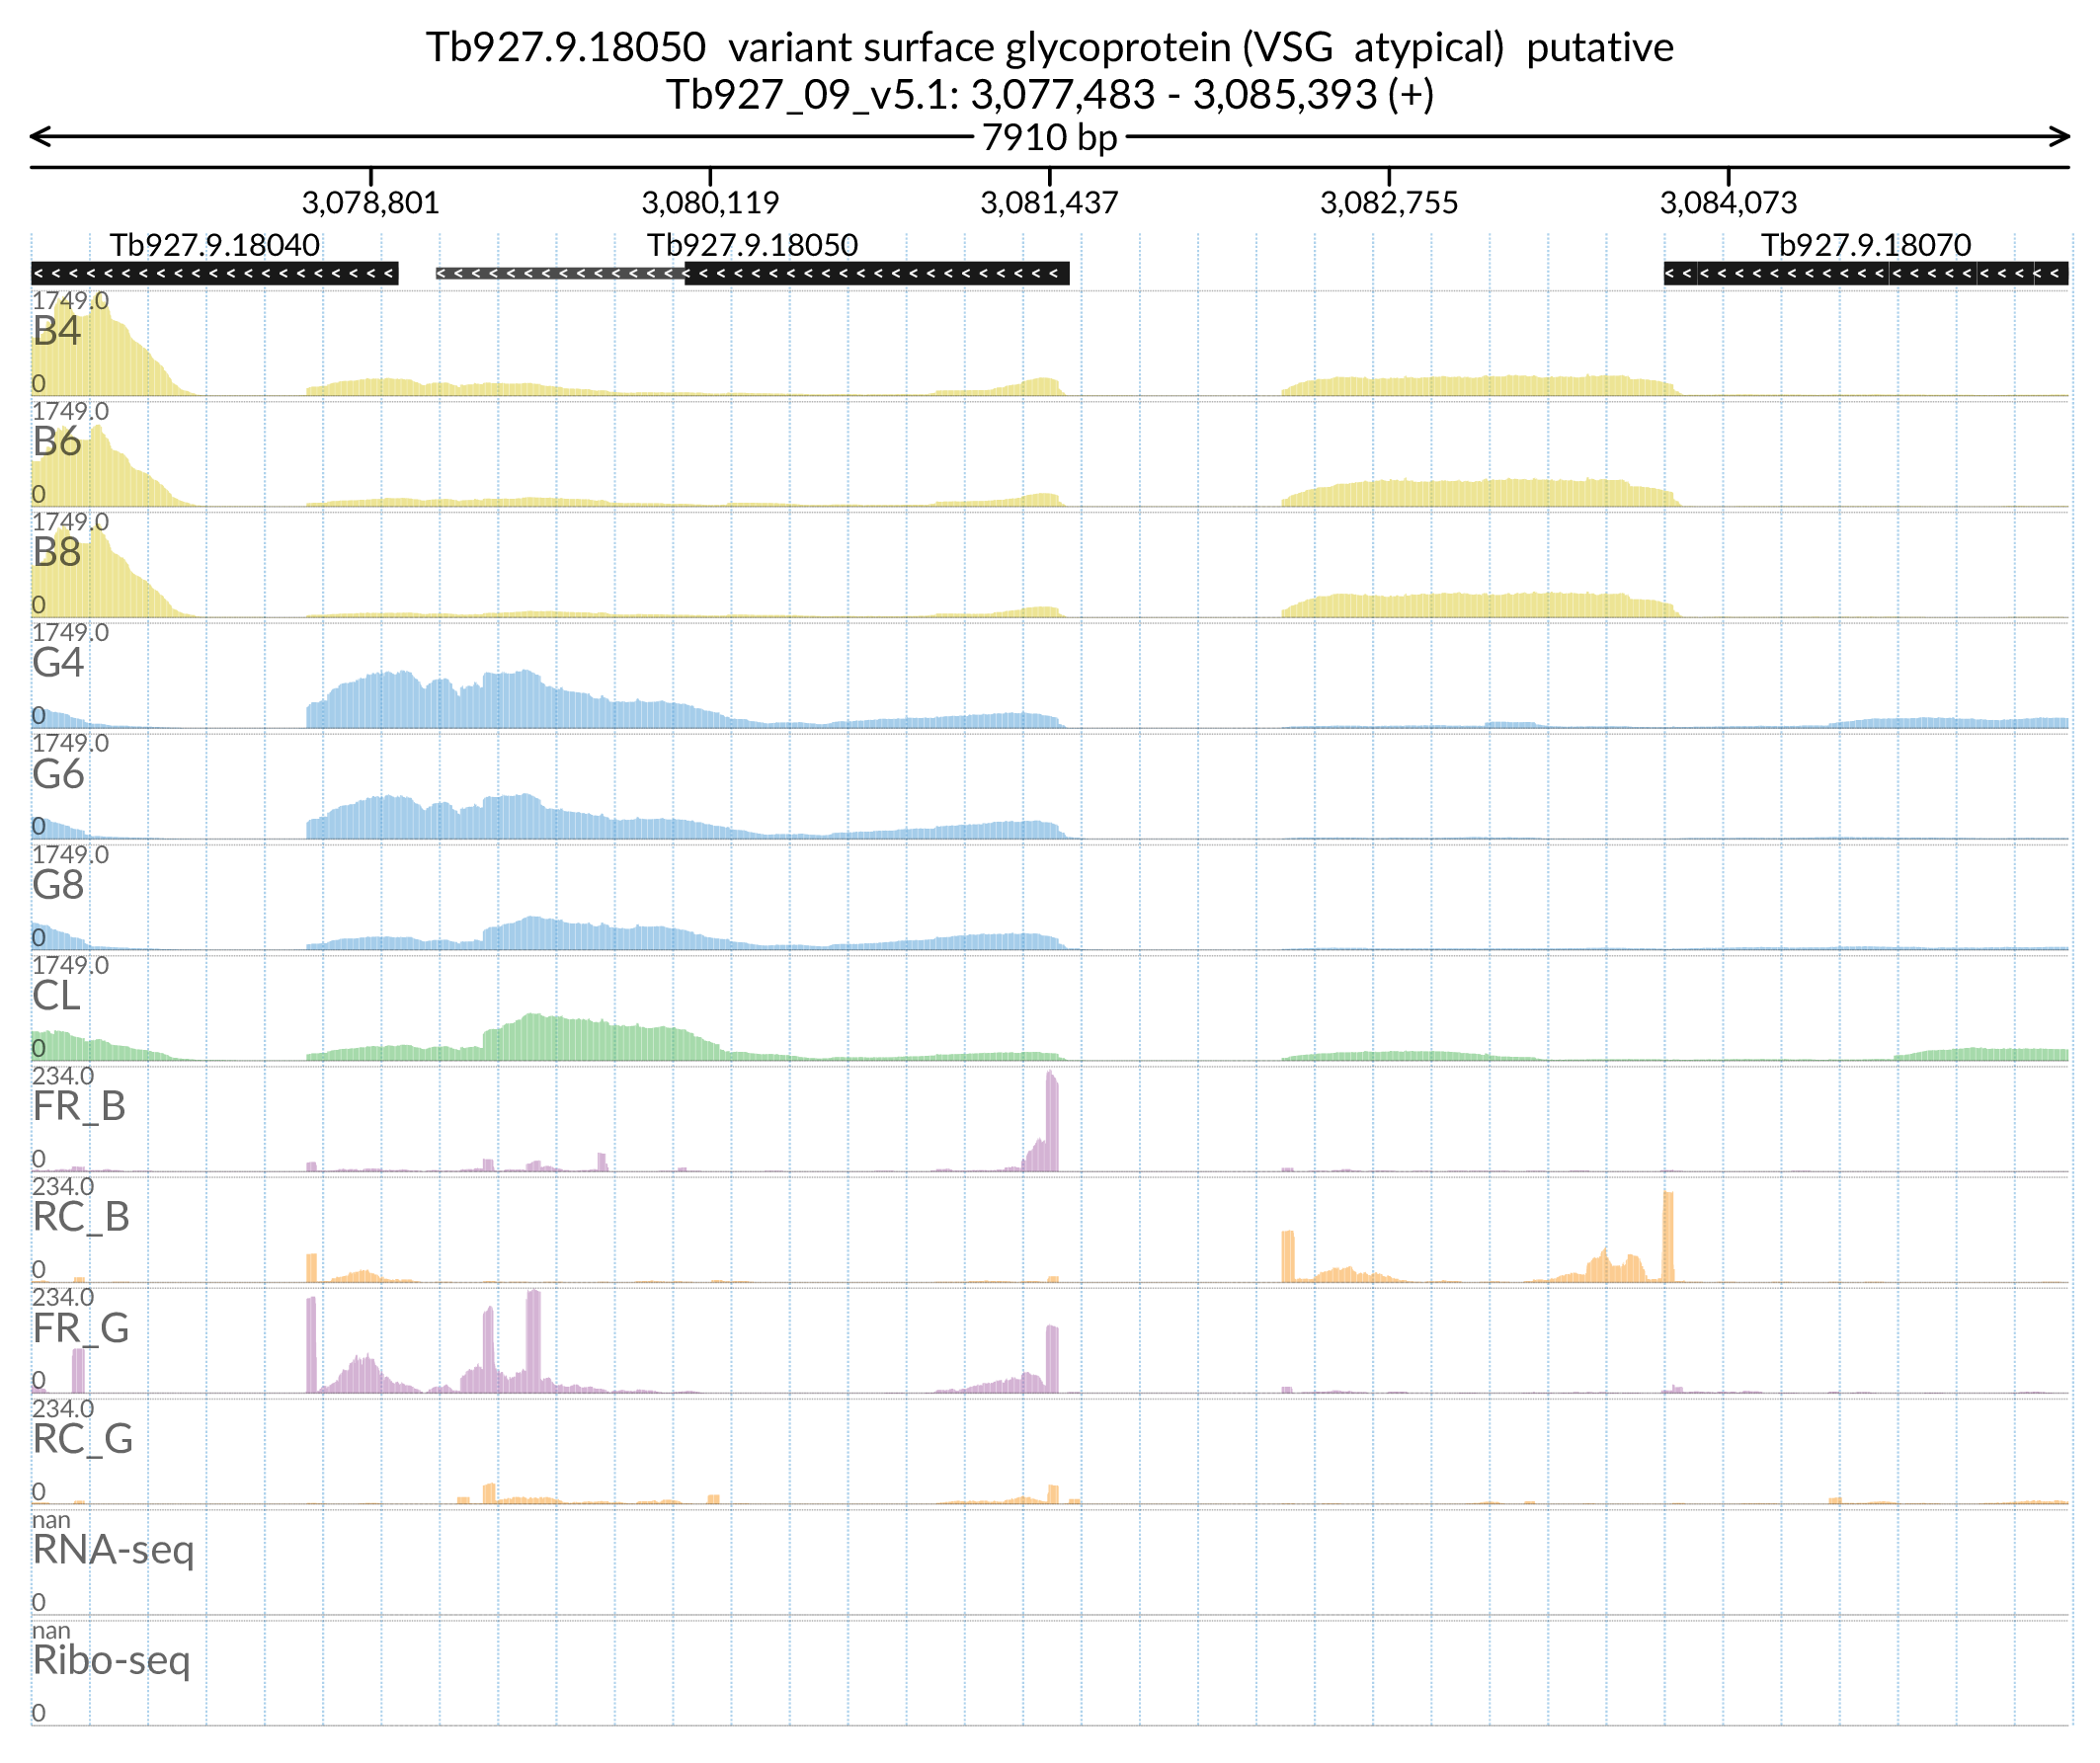 Tb927.9.18050 variant surface glycoprotein (VSG atypical) putative
Tb927_09_v5.1: 3,077,483 - 3,085,393 (+)
7910 bp
3,078,801 3,080,119 3,081,437 3,082,755 3,084,073
Tb927.9.18040 Tb927.9.18050 Tb927.9.18070
1749.0
B4
0
1749.0
B6
0
1749.0
B8
0
1749.0
G4
0
1749.0
G6
0
1749.0
G8
0
1749.0
CL
0
234.0
FR_B
0
234.0
RC_B
0
234.0
FR_G
0
234.0
RC_G
0
nan
RNA-seq
0
nan
Ribo-seq
0